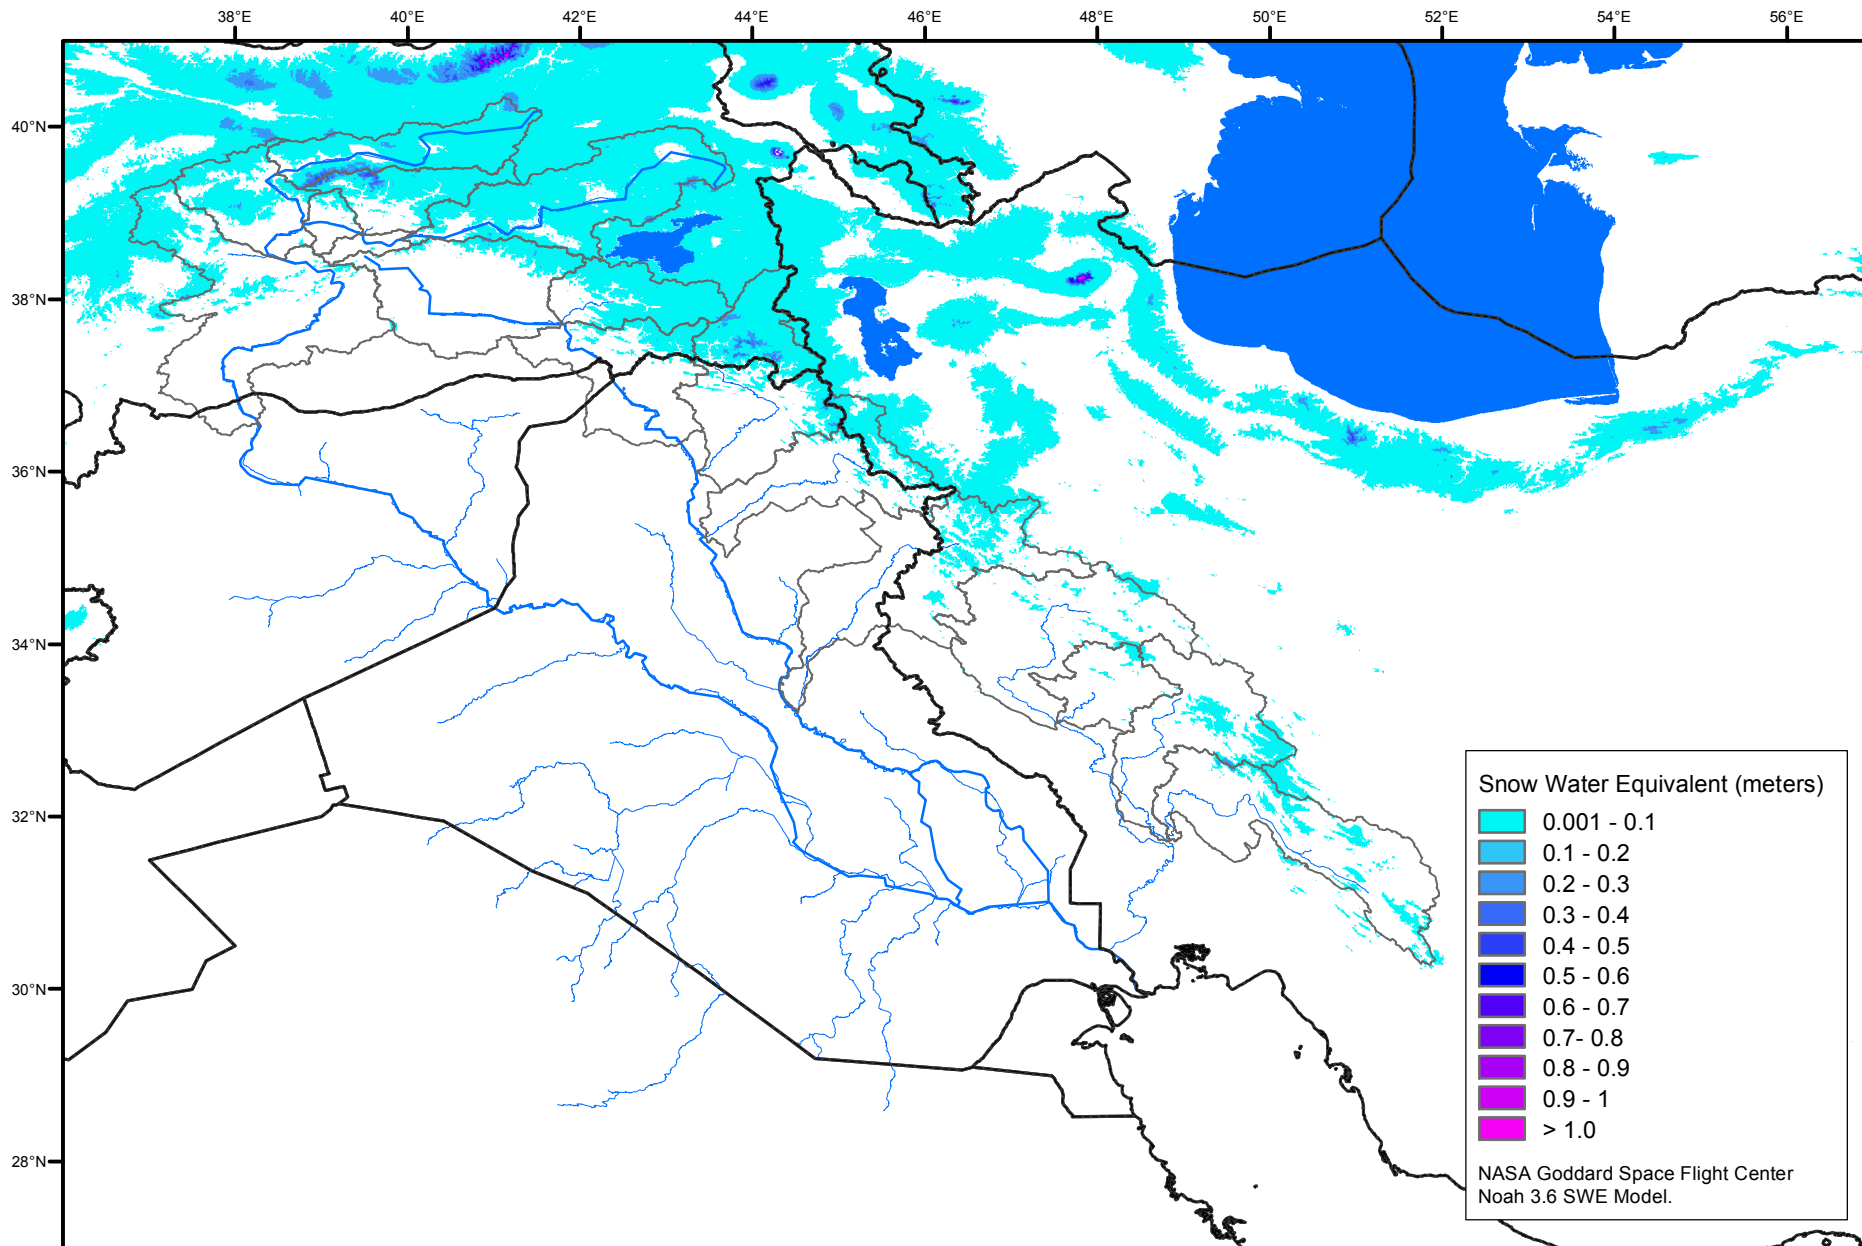 38°E 40°E 42°E 44°E 46°E 48°E 50°E 52°E 54°E 56°E
40°N
38°N
36°N
34°N
32°N
30°N
28°N
Snow Water Equivalent (meters)
0.001 - 0.1
0.1 - 0.2
0.2 - 0.3
0.3 - 0.4
0.4 - 0.5
0.5 - 0.6
0.6 - 0.7
0.7- 0.8
0.8 - 0.9
0.9 - 1
> 1.0
NASA Goddard Space Flight Center
Noah 3.6 SWE Model.